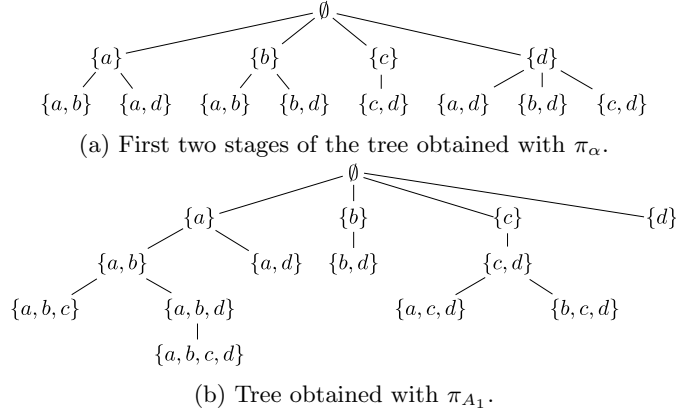 ∅
{a} {b} {c} {d}
{a, b} {a, d} {a, b} {b, d} {c, d} {a, d} {b, d} {c, d}
(a) First two stages of the tree obtained with π_α.
∅
{a} {b} {c} {d}
{a, b} {a, d} {b, d} {c, d}
{a, b, c} {a, b, d} {a, c, d} {b, c, d}
{a, b, c, d}
(b) Tree obtained with π_{A_1}.